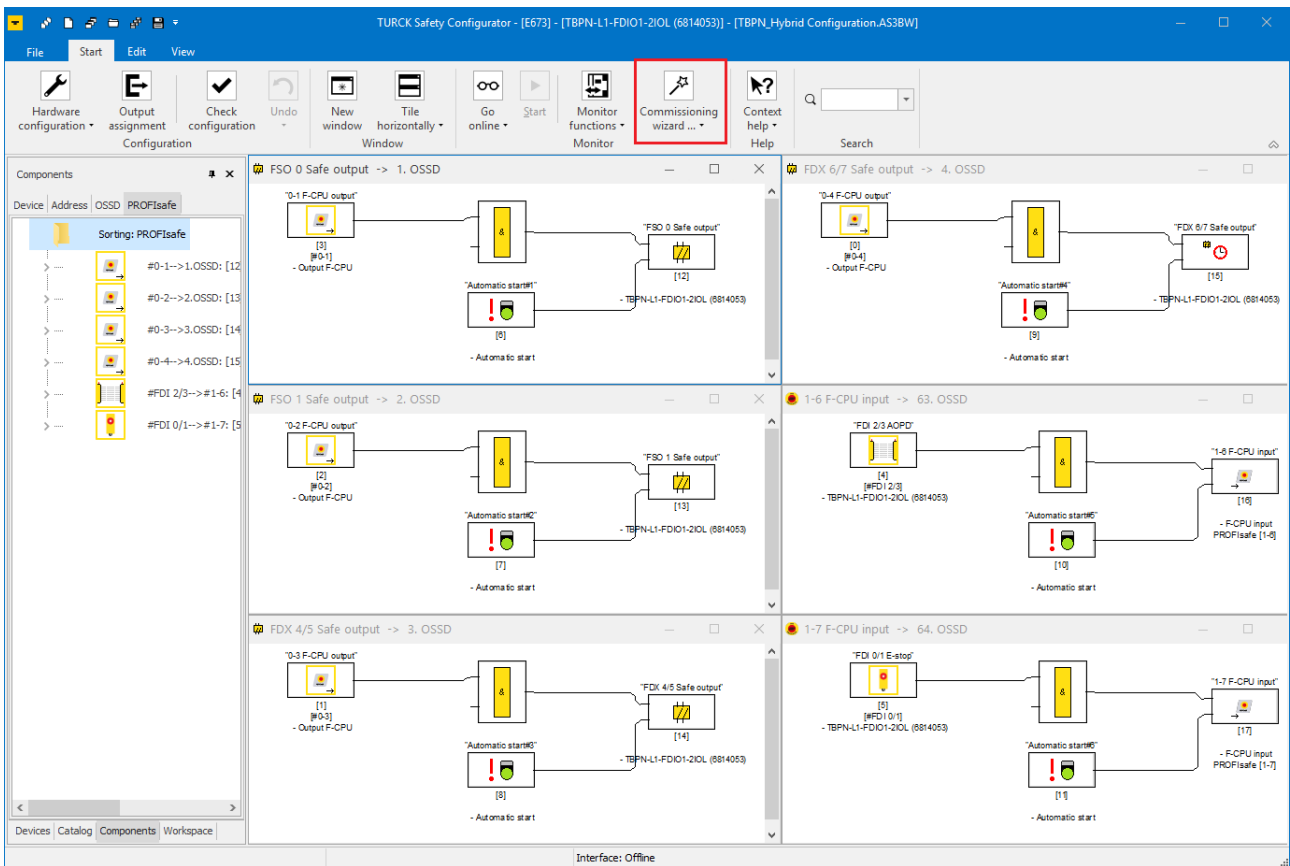 TURCK Safety Configurator - [E673] - [TBPN-L1-FDIO1-2IOL (6814053)] - [TBPN_Hybrid Configuration.AS3BW]
File Start Edit View
Hardware configuration
Output assignment
Check configuration
Undo
New window
Tile horizontally
Go online
Start
Monitor functions
Commissioning wizard ...
Context help
Configuration
Window
Monitor
Help
Search
Components
Device Address OSSD PROFIsafe
Sorting: PROFIsafe
#0-1-->1.OSSD: [12
#0-2-->2.OSSD: [13
#0-3-->3.OSSD: [14
#0-4-->4.OSSD: [15
#FDI 2/3-->#1-6: [4
#FDI 0/1-->#1-7: [5
Devices Catalog Components Workspace
FSO 0 Safe output -> 1. OSSD
"0-1 F-CPU output"
[3]
[#0-1]
- Output F-CPU
&
"FSO 0 Safe output"
[12]
- TBPN-L1-FDIO1-2IOL (6814053)
"Automatic start#1"
[6]
- Automatic start
FDX 6/7 Safe output -> 4. OSSD
"0-4 F-CPU output"
[0]
[#0-4]
- Output F-CPU
&
"FDX 6/7 Safe output"
[15]
- TBPN-L1-FDIO1-2IOL (6814053)
"Automatic start#4"
[9]
- Automatic start
FSO 1 Safe output -> 2. OSSD
"0-2 F-CPU output"
[2]
[#0-2]
- Output F-CPU
&
"FSO 1 Safe output"
[13]
- TBPN-L1-FDIO1-2IOL (6814053)
"Automatic start#2"
[7]
- Automatic start
1-6 F-CPU input -> 63. OSSD
"FDI 2/3 AOPD"
[4]
[#FDI 2/3]
- TBPN-L1-FDIO1-2IOL (6814053)
&
"1-6 F-CPU input"
[16]
- F-CPU input
PROFIsafe [1-6]
"Automatic start#5"
[10]
- Automatic start
FDX 4/5 Safe output -> 3. OSSD
"0-3 F-CPU output"
[1]
[#0-3]
- Output F-CPU
&
"FDX 4/5 Safe output"
[14]
- TBPN-L1-FDIO1-2IOL (6814053)
"Automatic start#3"
[8]
- Automatic start
1-7 F-CPU input -> 64. OSSD
"FDI 0/1 E-stop"
[5]
[#FDI 0/1]
- TBPN-L1-FDIO1-2IOL (6814053)
&
"1-7 F-CPU input"
[17]
- F-CPU input
PROFIsafe [1-7]
"Automatic start#6"
[11]
- Automatic start
Interface: Offline